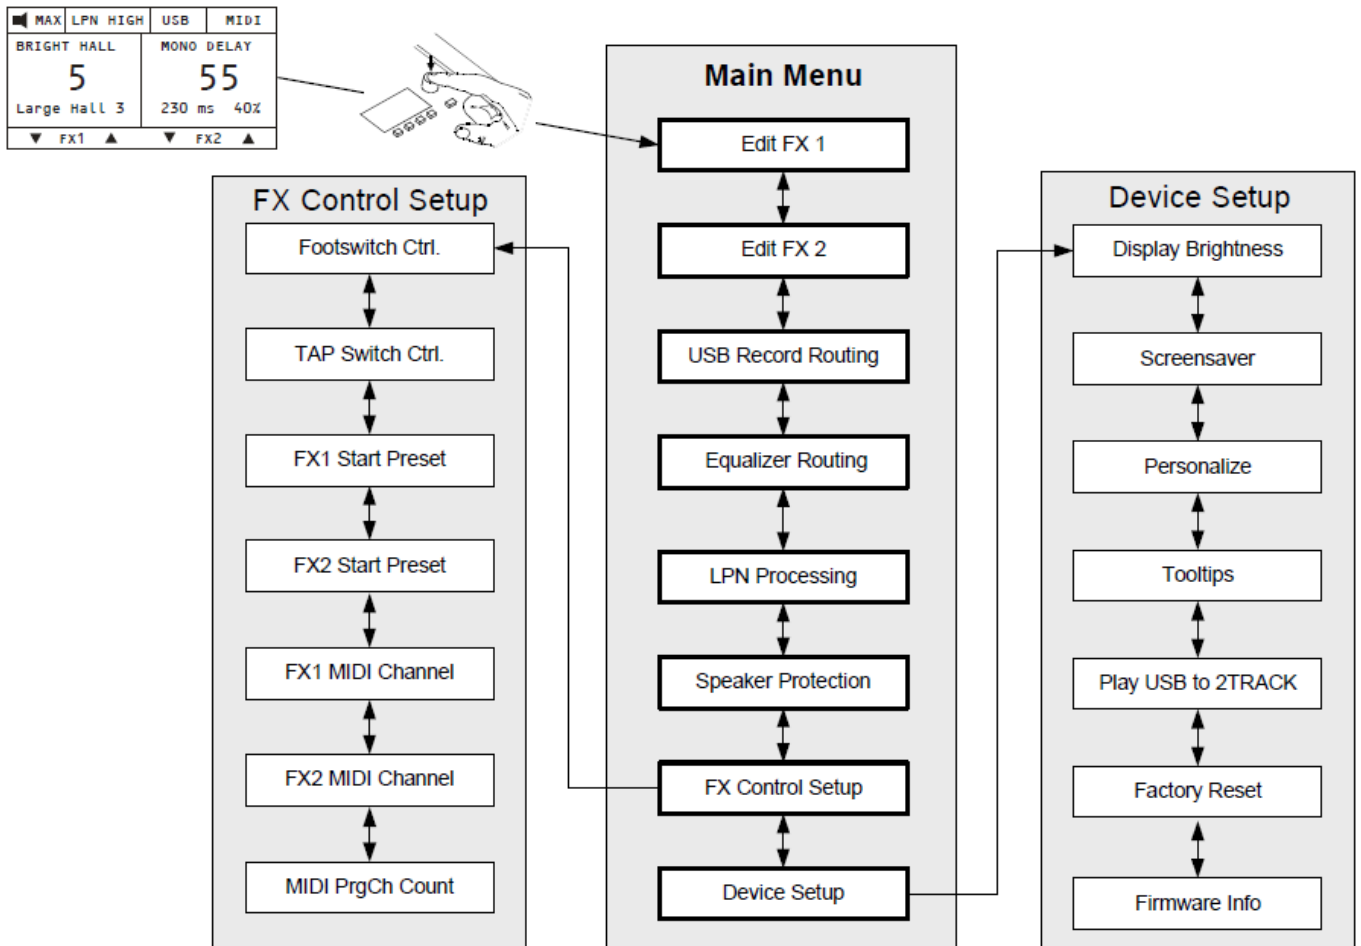 MAX LPN HIGH USB MIDI
BRIGHT HALL
5
Large Hall 3
MONO DELAY
55
230 ms 40%
▼ FX1 ▲ ▼ FX2 ▲
Main Menu
Edit FX 1
Edit FX 2
USB Record Routing
Equalizer Routing
LPN Processing
Speaker Protection
FX Control Setup
Device Setup
FX Control Setup
Footswitch Ctrl.
TAP Switch Ctrl.
FX1 Start Preset
FX2 Start Preset
FX1 MIDI Channel
FX2 MIDI Channel
MIDI PrgCh Count
Device Setup
Display Brightness
Screensaver
Personalize
Tooltips
Play USB to 2TRACK
Factory Reset
Firmware Info